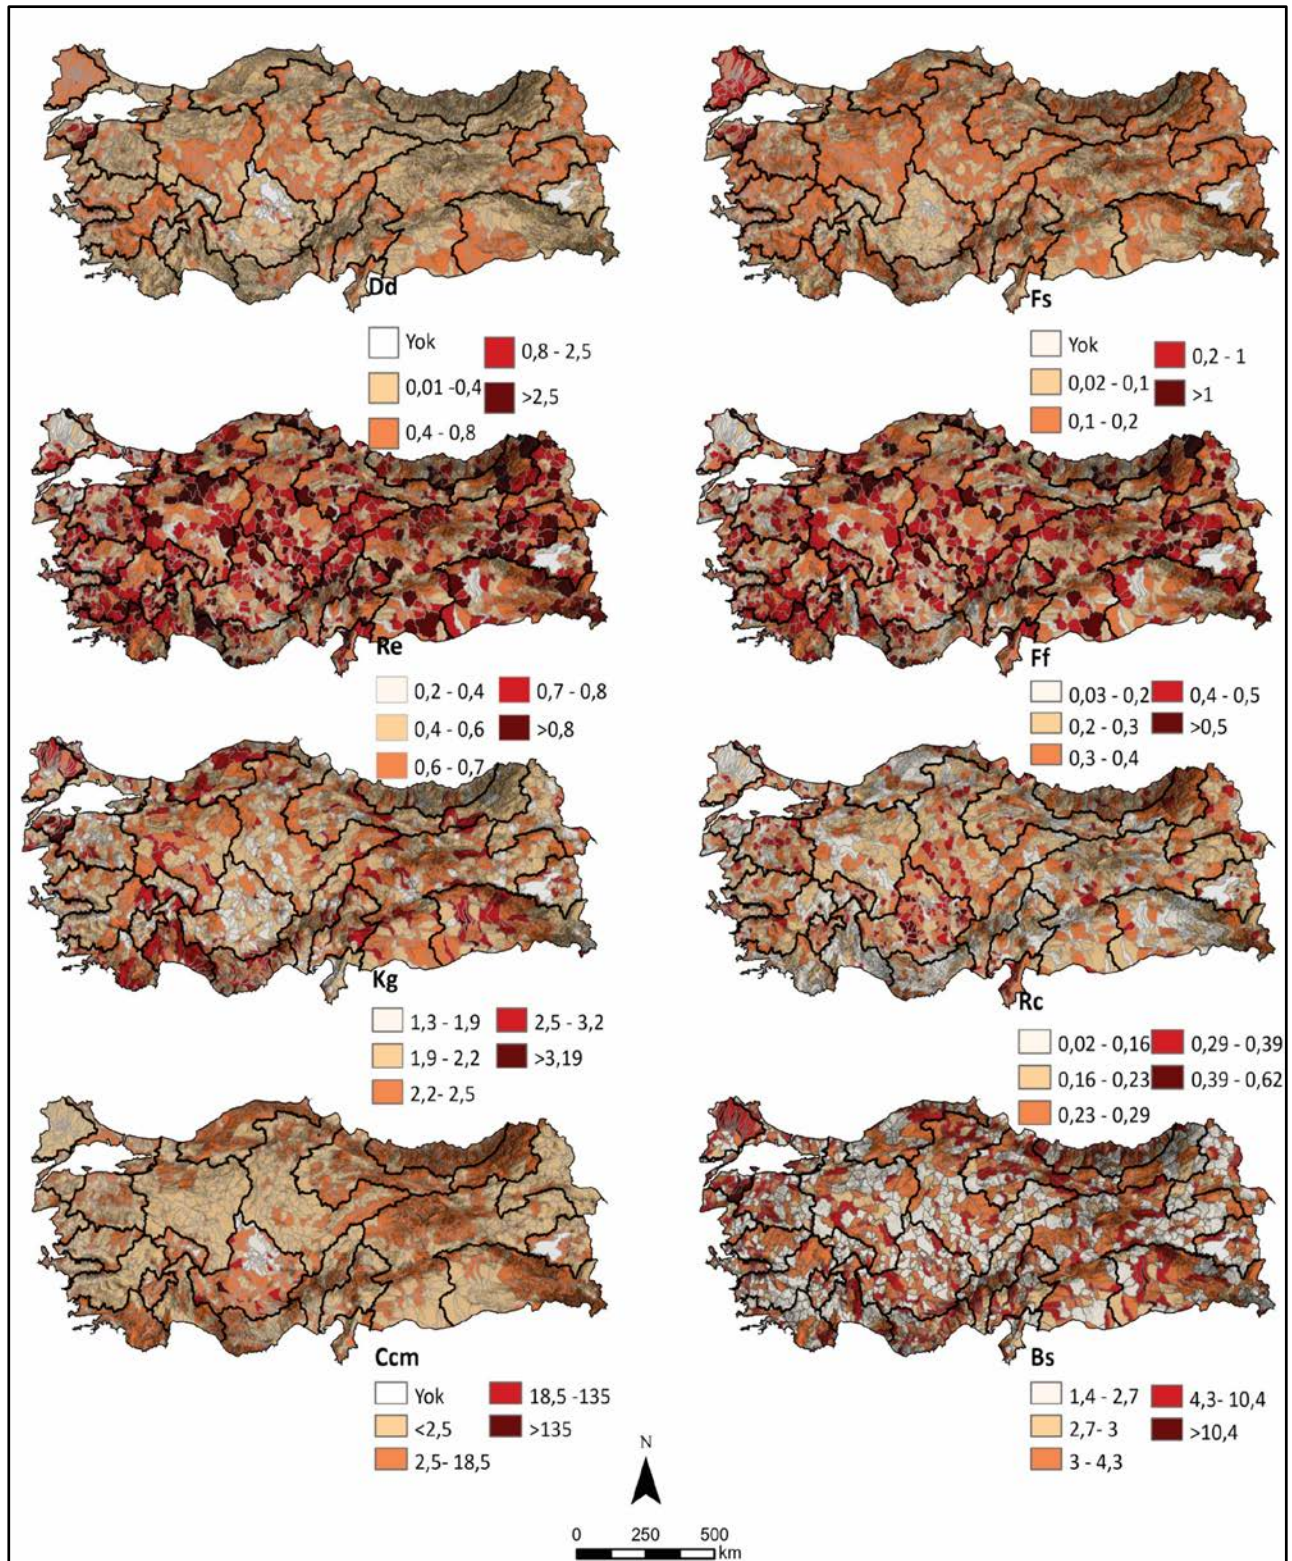 Dd
Yok
0,01 -0,4
0,4 - 0,8
0,8 - 2,5
>2,5
Fs
Yok
0,02 - 0,1
0,1 - 0,2
0,2 - 1
>1
Re
0,2 - 0,4
0,4 - 0,6
0,6 - 0,7
0,7 - 0,8
>0,8
Ff
0,03 - 0,2
0,2 - 0,3
0,3 - 0,4
0,4 - 0,5
>0,5
Kg
1,3 - 1,9
1,9 - 2,2
2,2- 2,5
2,5 - 3,2
>3,19
Rc
0,02 - 0,16
0,16 - 0,23
0,23 - 0,29
0,29 - 0,39
0,39 - 0,62
Ccm
Yok
<2,5
2,5- 18,5
18,5 -135
>135
Bs
1,4 - 2,7
2,7- 3
3 - 4,3
4,3- 10,4
>10,4
N
0 250 500
km